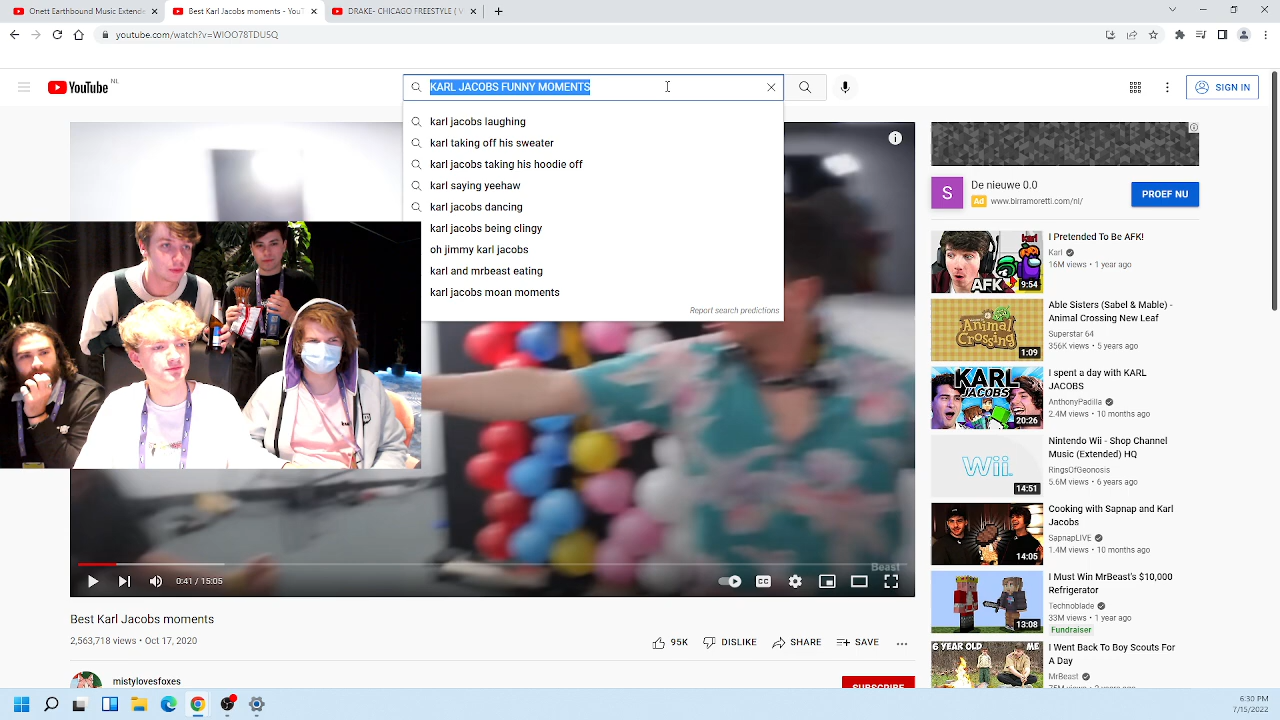 Onett Earthbound Music Extend
Best Karl Jacobs moments - YouT
DRAKE- CHICAGO FREESTYLE ( V
youtube.com/watch?v=WIOO78TDU5Q
YouTube NL
KARL JACOBS FUNNY MOMENTS
SIGN IN
karl jacobs laughing
karl taking off his sweater
karl jacobs taking his hoodie off
karl saying yeehaw
karl jacobs dancing
karl jacobs being clingy
oh jimmy karl jacobs
karl and mrbeast eating
karl jacobs moan moments
Report search predictions
S
De nieuwe 0.0
Ad www.birramoretti.com/nl/
PROEF NU
AFK
9:54
I Pretended To Be AFK!
Karl
16M views • 1 year ago
Animal
CROSSING
1:09
Able Sisters (Sabel & Mable) -
Animal Crossing New Leaf
Superstar 64
356K views • 5 years ago
KARL
JACOBS
20:26
I spent a day with KARL
JACOBS
AnthonyPadilla
2.4M views • 10 months ago
Wii
14:51
Nintendo Wii - Shop Channel
Music (Extended) HQ
RingsOfGeonosis
5.6M views • 6 years ago
14:05
Cooking with Sapnap and Karl
Jacobs
SapnapLIVE
1.4M views • 10 months ago
13:08
I Must Win MrBeast's $10,000
Refrigerator
Technoblade
33M views • 1 year ago
Fundraiser
6 YEAR OLD ME
I Went Back To Boy Scouts For
A Day
MrBeast
Beast
0:41 / 15:05
CC
Best Karl Jacobs moments
2,563,718 views • Oct 17, 2020
95K
DISLIKE
SHARE
SAVE
mistylovesfoxes
SUBSCRIBE
6:30 PM
7/15/2022